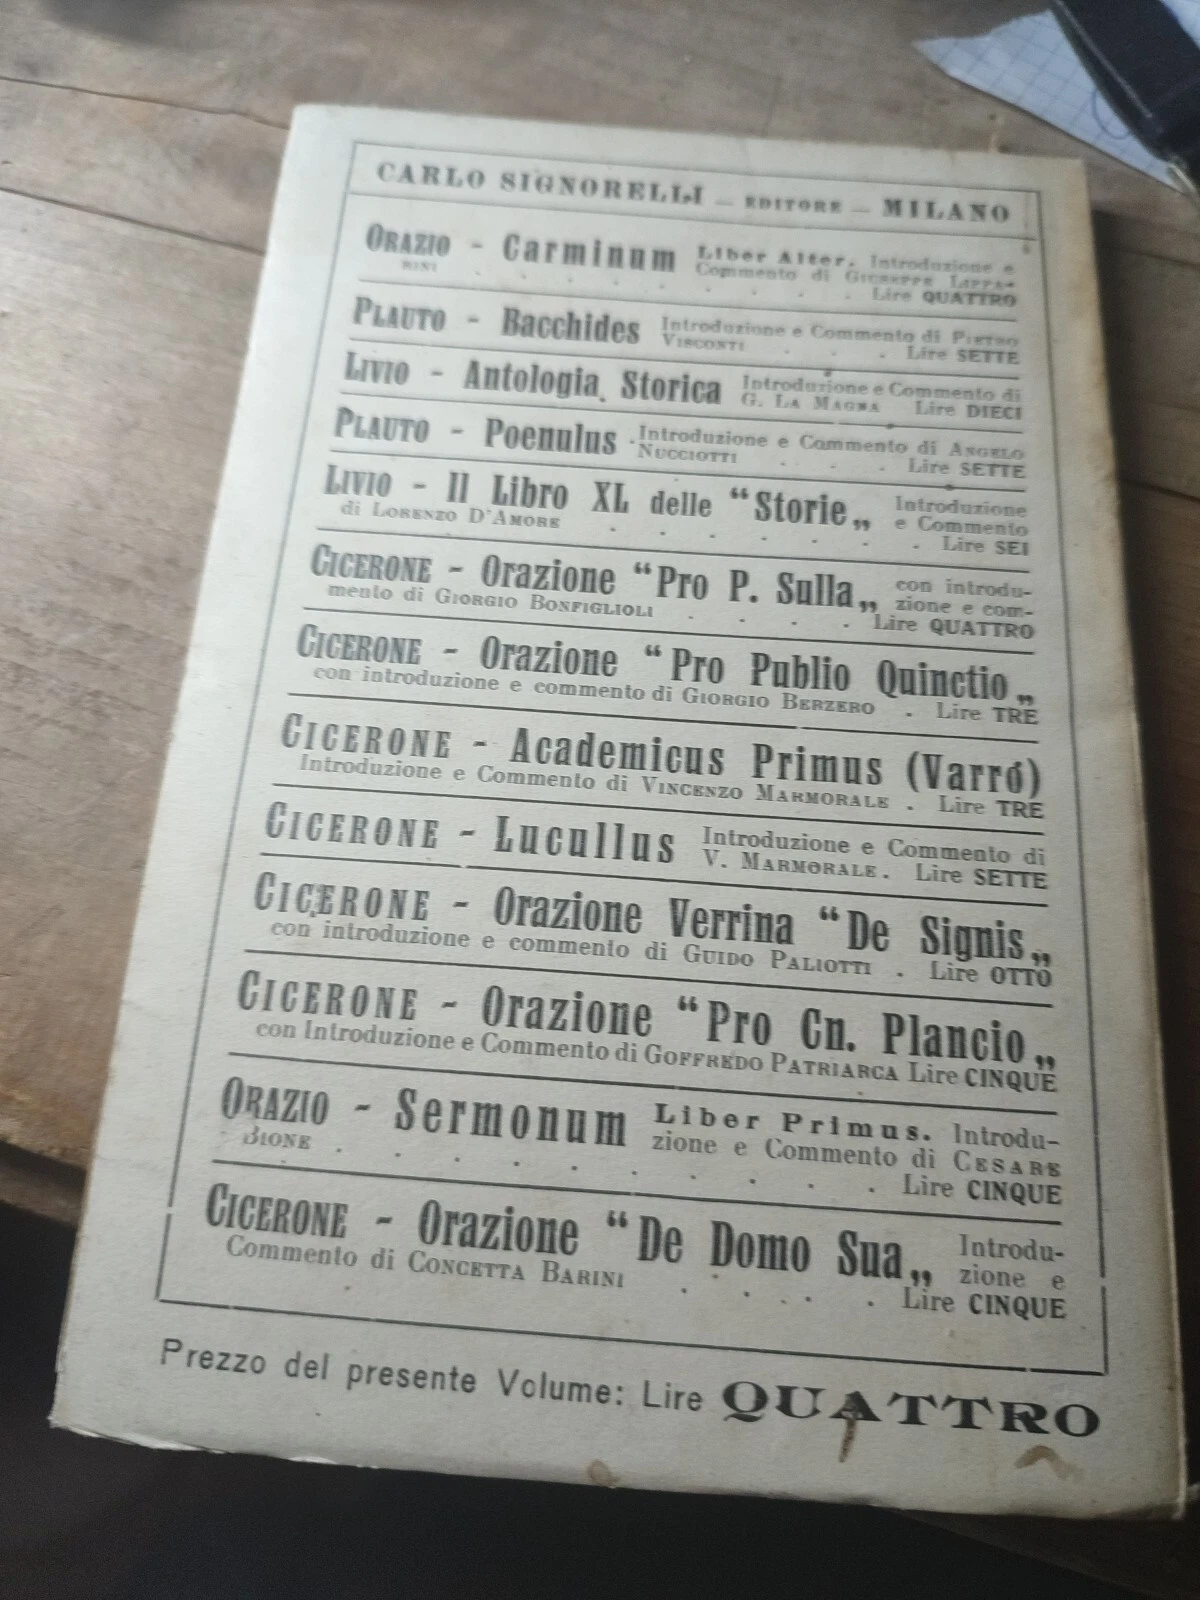 CARLO SIGNORELLI — EDITORE — MILANO
ORAZIO - Carminum Liber Alter. Introduzione e
Commento di GIUSEPPE LIPPA-
RINI . . . . . . . Lire QUATTRO
PLAUTO - Bacchides Introduzione e Commento di PIETRO
VISCONTI . . . Lire SETTE
LIVIO - Antologia Storica Introduzione e Commento di
G. LA MAGNA Lire DIECI
PLAUTO - Poenulus Introduzione e Commento di ANGELO
NUCCIOTTI . . . Lire SETTE
LIVIO - Il Libro XL delle “Storie„ Introduzione
e Commento
di LORENZO D'AMORE . . . . . . . Lire SEI
CICERONE - Orazione “Pro P. Sulla„ con introdu-
zione e com-
mento di GIORGIO BONFIGLIOLI . . . . Lire QUATTRO
CICERONE - Orazione “Pro Publio Quinctio„
con introduzione e commento di GIORGIO BERZERO . Lire TRE
CICERONE - Academicus Primus (Varro)
Introduzione e Commento di VINCENZO MARMORALE . Lire TRE
CICERONE - Lucullus Introduzione e Commento di
V. MARMORALE. Lire SETTE
CICERONE - Orazione Verrina “De Signis„
con introduzione e commento di GUIDO PALIOTTI . Lire OTTO
CICERONE - Orazione “Pro Cn. Plancio„
con Introduzione e Commento di GOFFREDO PATRIARCA Lire CINQUE
ORAZIO - Sermonum Liber Primus. Introdu-
zione e Commento di CESARE
BIONE . . . . . . . . . . Lire CINQUE
CICERONE - Orazione “De Domo Sua„ Introdu-
zione e
Commento di CONCETTA BARINI . . . . . Lire CINQUE
Prezzo del presente Volume: Lire QUATTRO